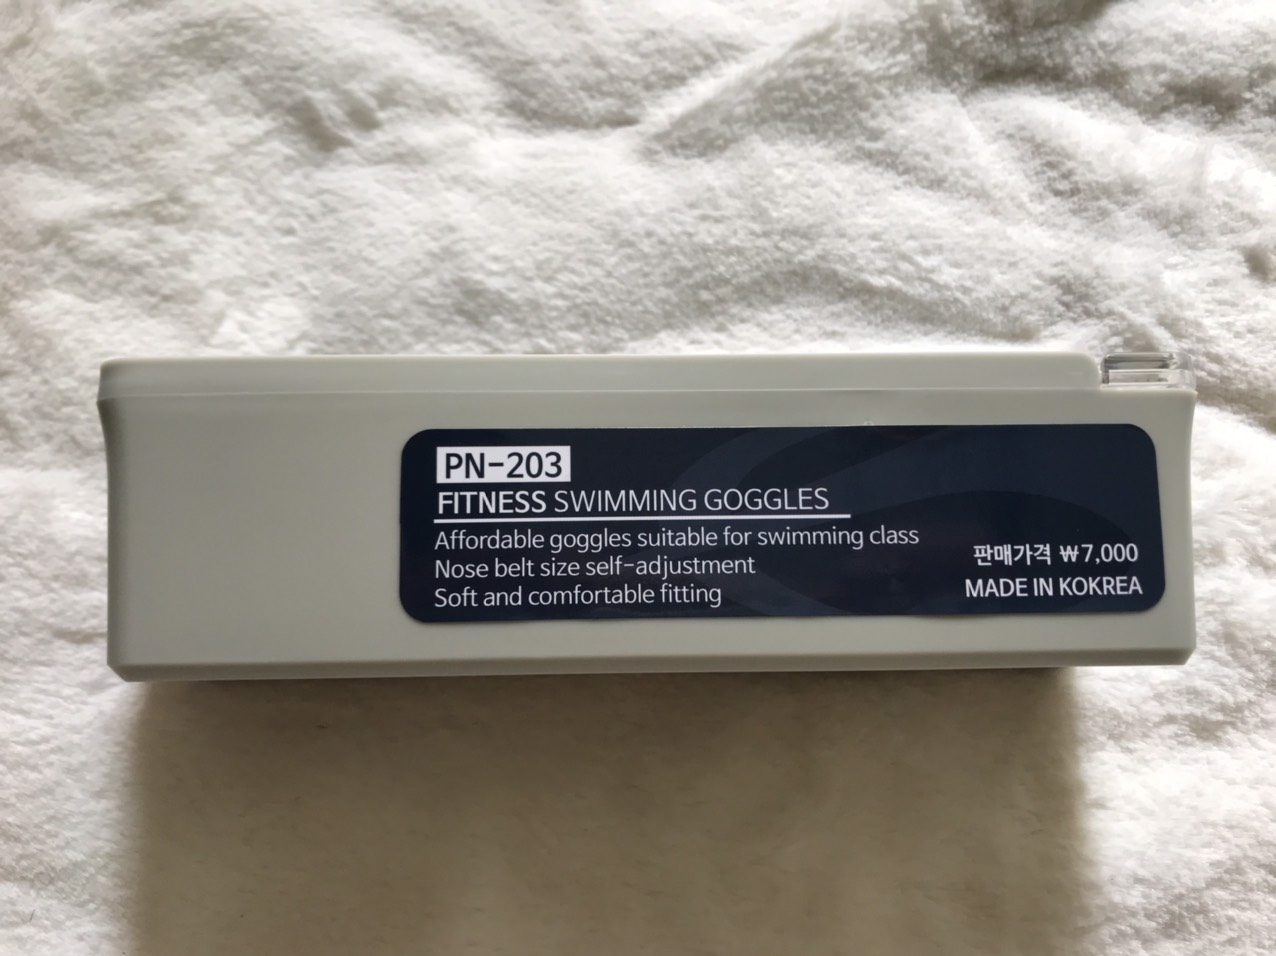 PN-203
FITNESS SWIMMING GOGGLES
Affordable goggles suitable for swimming class
Nose belt size self-adjustment
Soft and comfortable fitting
판매가격 ₩7,000
MADE IN KOKREA